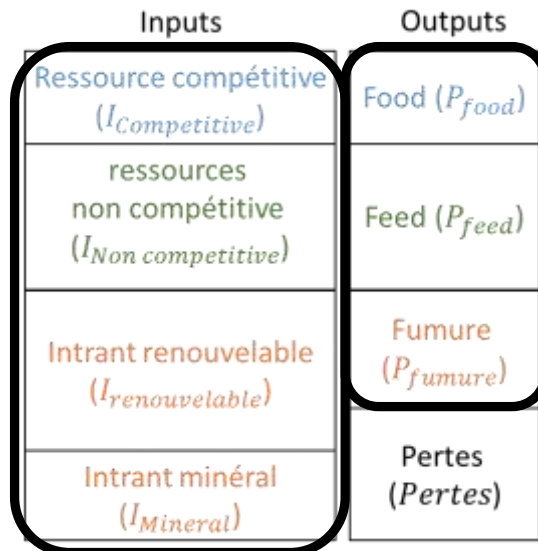 Inputs
Outputs
Ressource compétitive
(I_Competitive)
Food (P_food)
ressources
non compétitive
(I_Non competitive)
Feed (P_feed)
Intrant renouvelable
(I_renouvelable)
Fumure
(P_fumure)
Intrant minéral
(I_Mineral)
Pertes
(Pertes)